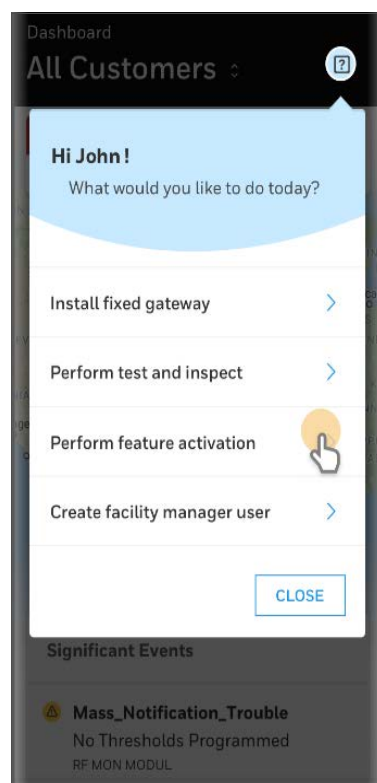 Dashboard
All Customers
?
Hi John!
What would you like to do today?
Install fixed gateway
Perform test and inspect
Perform feature activation
Create facility manager user
CLOSE
Significant Events
Mass_Notification_Trouble
No Thresholds Programmed
RF MON MODUL